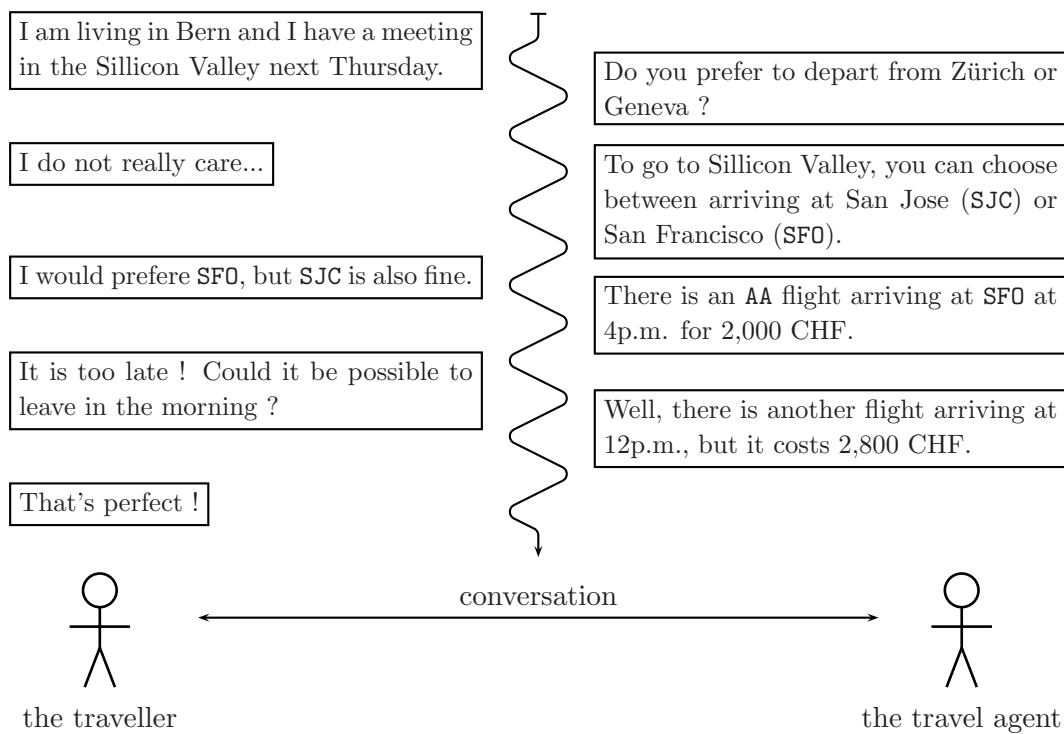 I am living in Bern and I have a meeting
in the Sillicon Valley next Thursday.
Do you prefer to depart from Zürich or
Geneva ?
I do not really care...
To go to Sillicon Valley, you can choose
between arriving at San Jose (SJC) or
San Francisco (SFO).
I would prefere SFO, but SJC is also fine.
There is an AA flight arriving at SFO at
4p.m. for 2,000 CHF.
It is too late ! Could it be possible to
leave in the morning ?
Well, there is another flight arriving at
12p.m., but it costs 2,800 CHF.
That's perfect !
conversation
the traveller
the travel agent